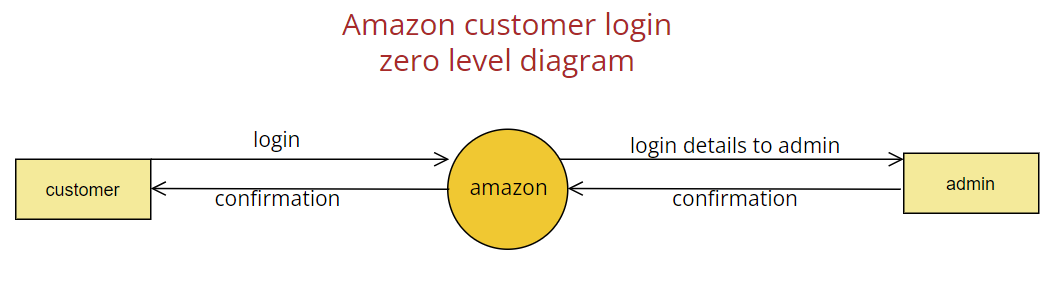 Amazon customer login
zero level diagram
login
login details to admin
customer
amazon
admin
confirmation
confirmation